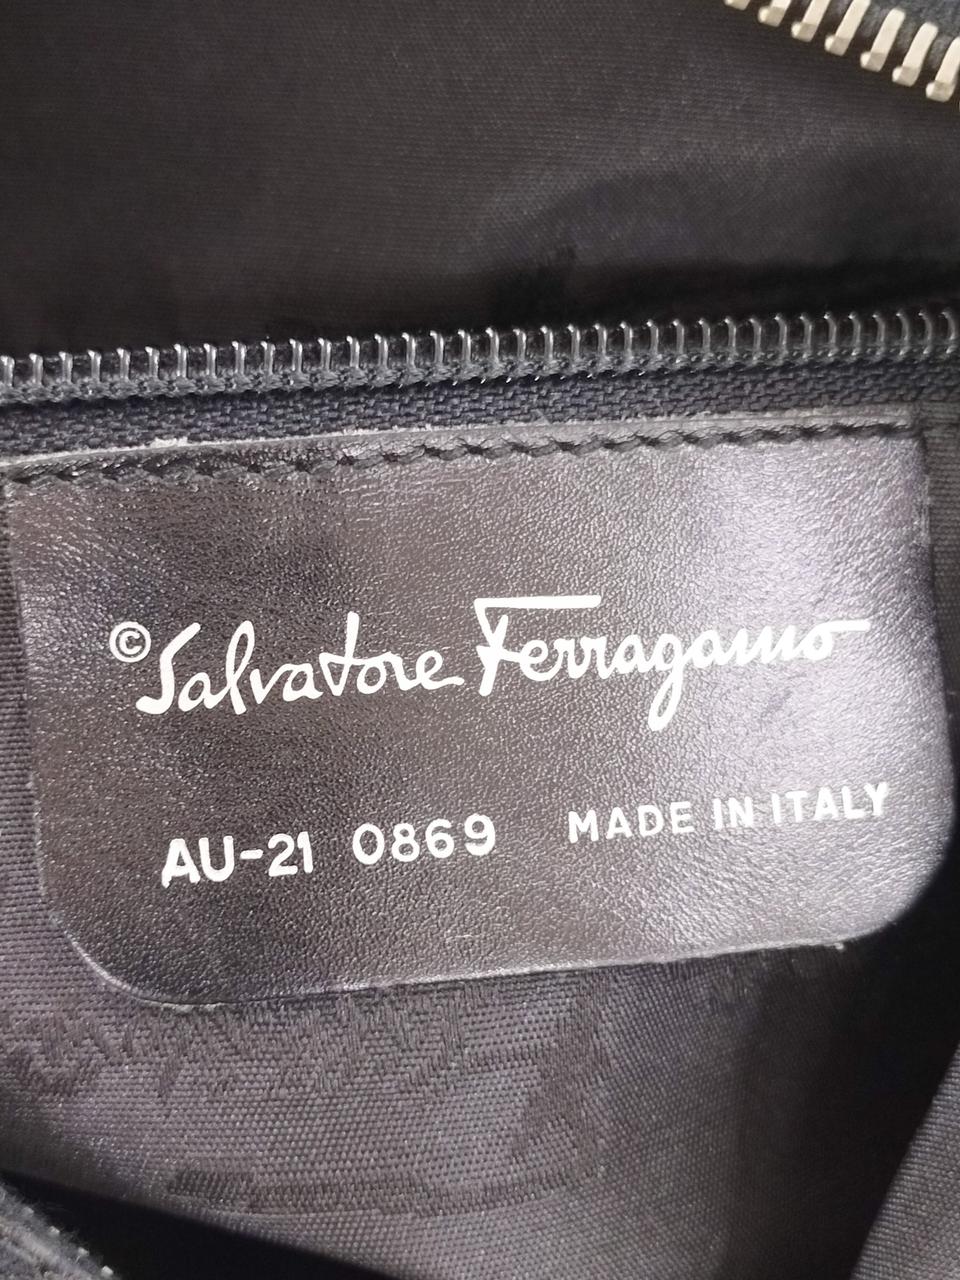 ©Salvatore Ferragamo
AU-21 0869 MADE IN ITALY